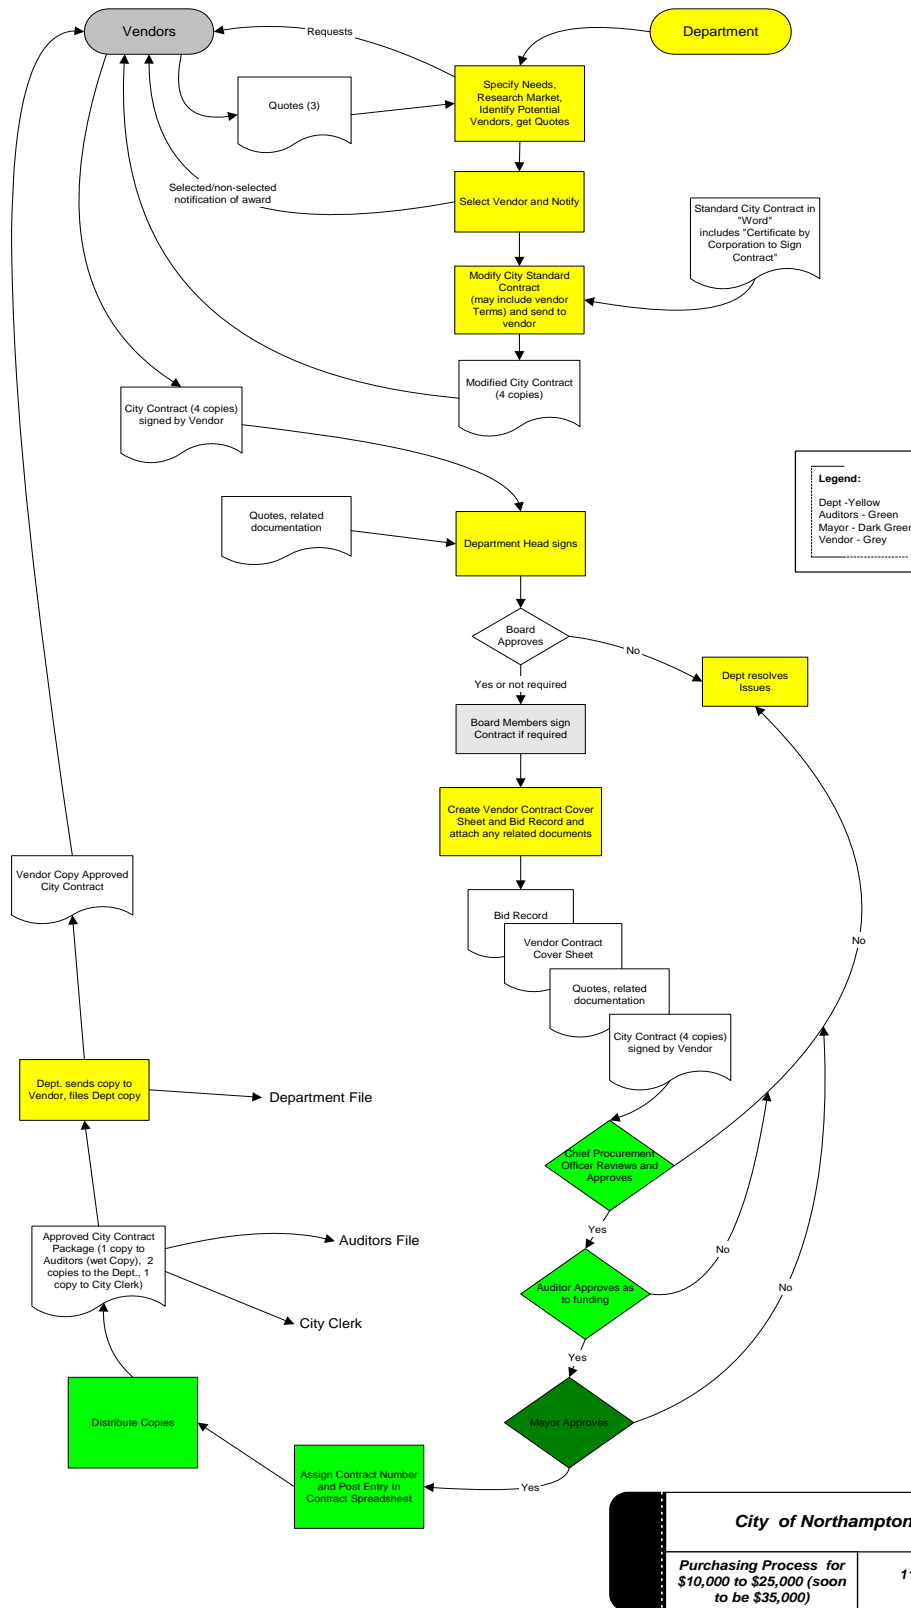 Vendors
Requests
Department
Specify Needs,
Research Market,
Identify Potential
Vendors, get Quotes
Quotes (3)
Selected/non-selected
notification of award
Select Vendor and Notify
Standard City Contract in
"Word"
includes "Certificate by
Corporation to Sign
Contract"
Modify City Standard
Contract
(may include vendor
Terms) and send to
vendor
Modified City Contract
(4 copies)
City Contract (4 copies)
signed by Vendor
Legend:
Dept -Yellow
Auditors - Green
Mayor - Dark Green
Vendor - Grey
Quotes, related
documentation
Department Head signs
Board
Approves
No
Dept resolves
Issues
Yes or not required
Board Members sign
Contract if required
Create Vendor Contract Cover
Sheet and Bid Record and
attach any related documents
Vendor Copy Approved
City Contract
Bid Record
Vendor Contract
Cover Sheet
No
Quotes, related
documentation
City Contract (4 copies)
signed by Vendor
Dept. sends copy to
Vendor, files Dept copy
Department File
Chief Procurement
Officer Reviews and
Approves
Yes
Approved City Contract
Package (1 copy to
Auditors (wet Copy), 2
copies to the Dept., 1
copy to City Clerk)
Auditors File
No
Auditor Approves as
to funding
No
City Clerk
Yes
Distribute Copies
Mayor Approves
Assign Contract Number
and Post Entry In
Contract Spreadsheet
Yes
City of Northampton
Purchasing Process for
$10,000 to $25,000 (soon
to be $35,000)